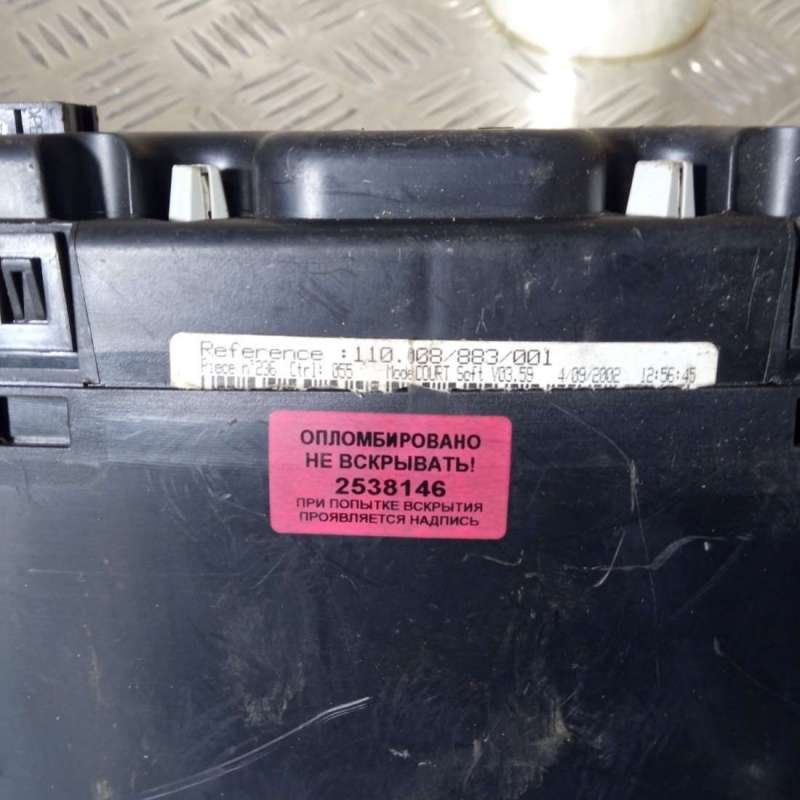 Reference :110.008/883/001
Piece n°236 Ctrl: 055 Mode COURT Soft V03.59 4/09/2002 12:56:45
ОПЛОМБИРОВАНО
НЕ ВСКРЫВАТЬ!
2538146
ПРИ ПОПЫТКЕ ВСКРЫТИЯ
ПРОЯВЛЯЕТСЯ НАДПИСЬ